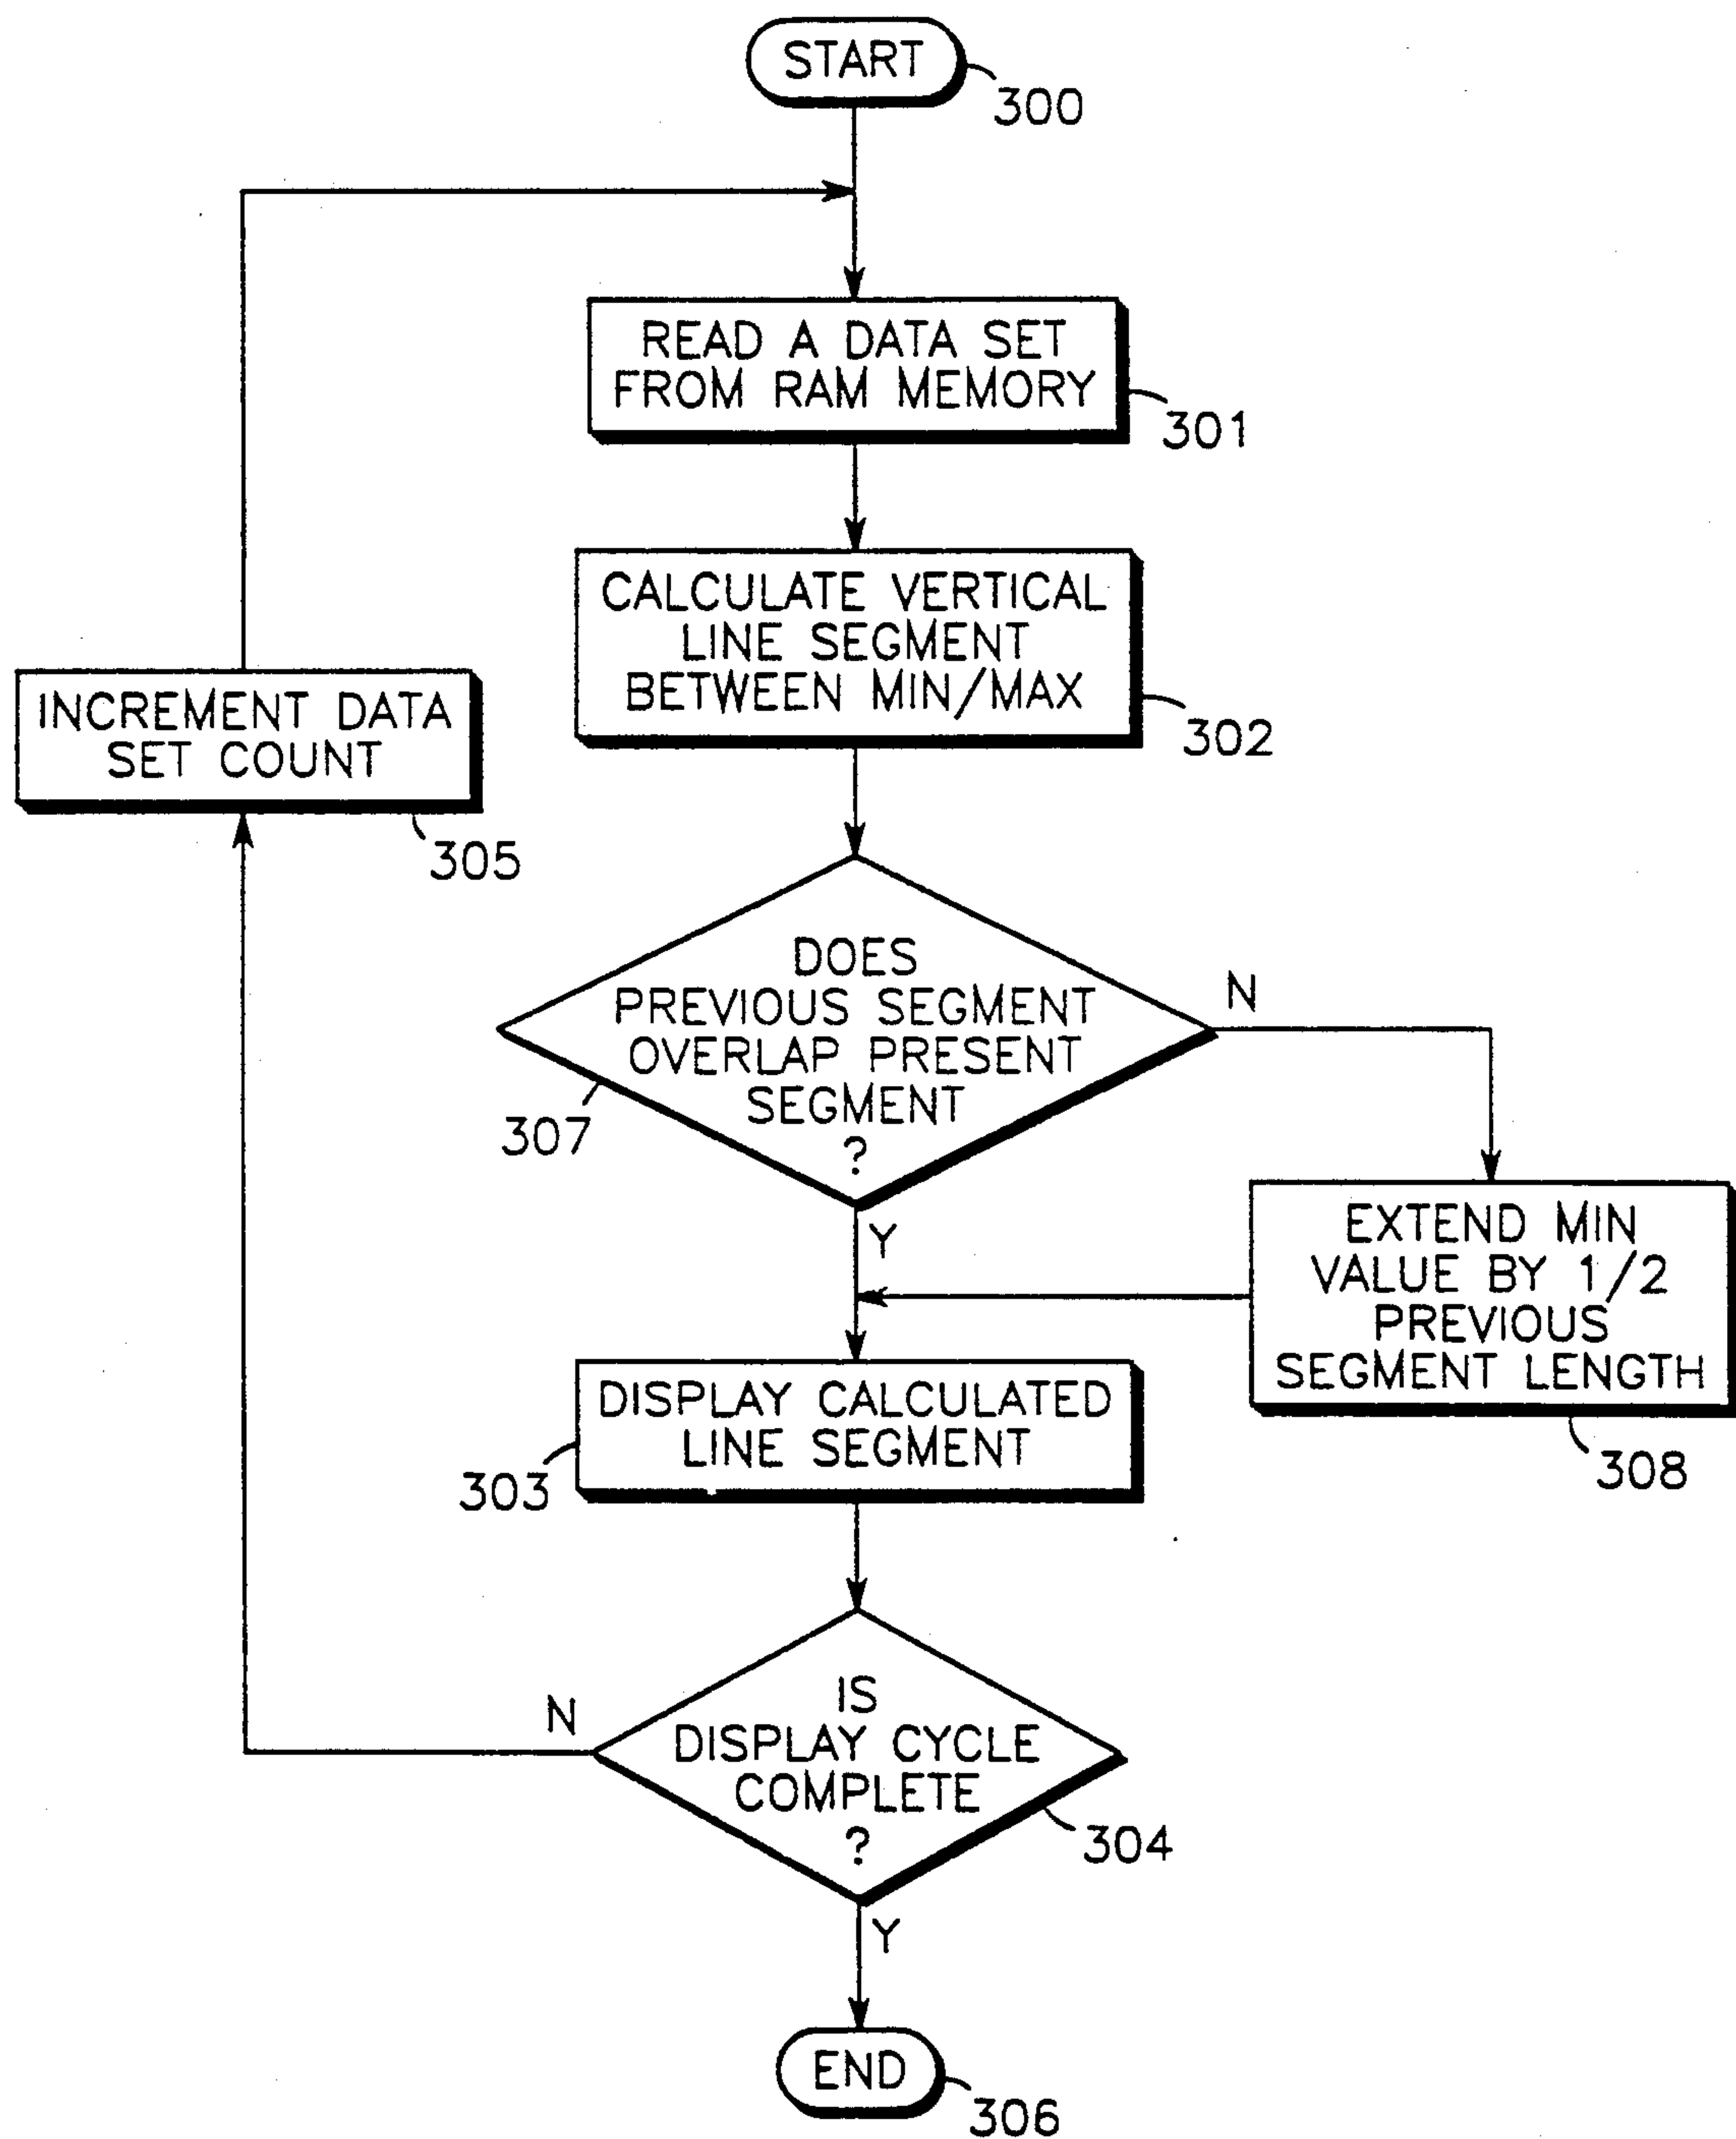 START
300
READ A DATA SET
FROM RAM MEMORY
301
CALCULATE VERTICAL
LINE SEGMENT
BETWEEN MIN/MAX
302
INCREMENT DATA
SET COUNT
305
DOES
PREVIOUS SEGMENT
OVERLAP PRESENT
SEGMENT
?
307
N
Y
EXTEND MIN
VALUE BY 1/2
PREVIOUS
SEGMENT LENGTH
308
DISPLAY CALCULATED
LINE SEGMENT
303
IS
DISPLAY CYCLE
COMPLETE
?
304
N
Y
END
306